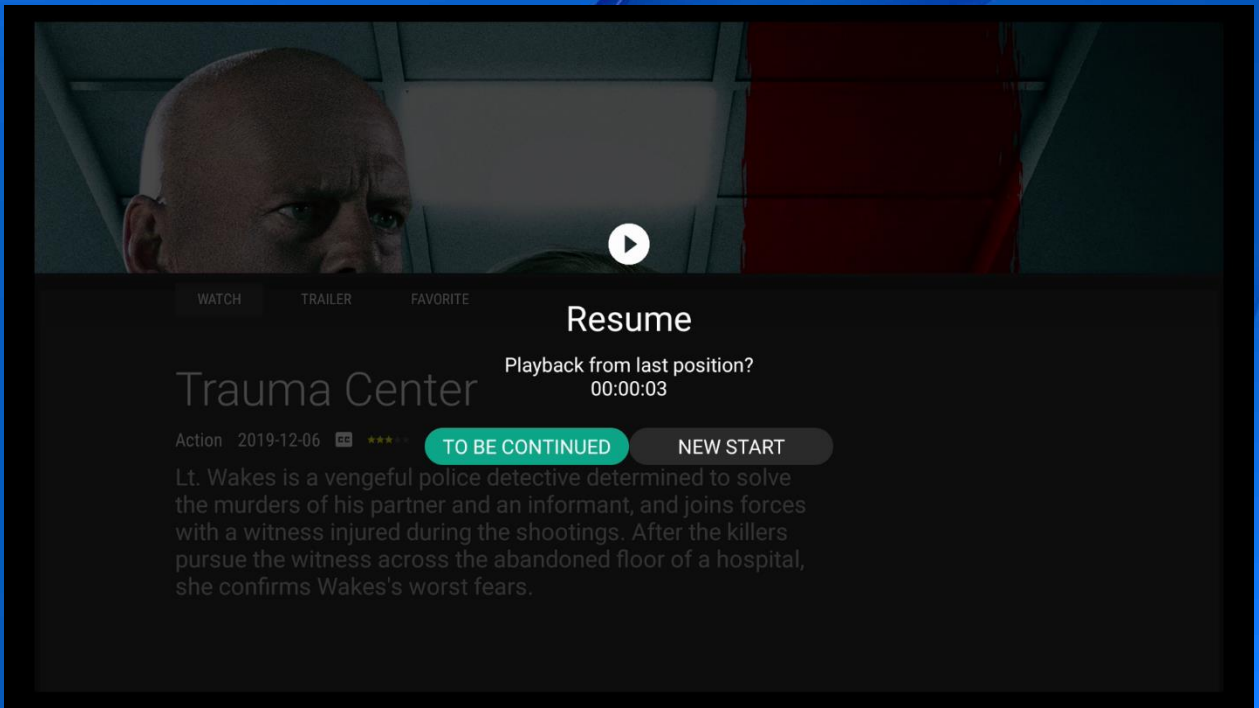 WATCH TRAILER FAVORITE
Resume
Playback from last position?
00:00:03
Trauma Center
Action 2019-12-06 CC
TO BE CONTINUED NEW START
Lt. Wakes is a vengeful police detective determined to solve
the murders of his partner and an informant, and joins forces
with a witness injured during the shootings. After the killers
pursue the witness across the abandoned floor of a hospital,
she confirms Wakes's worst fears.